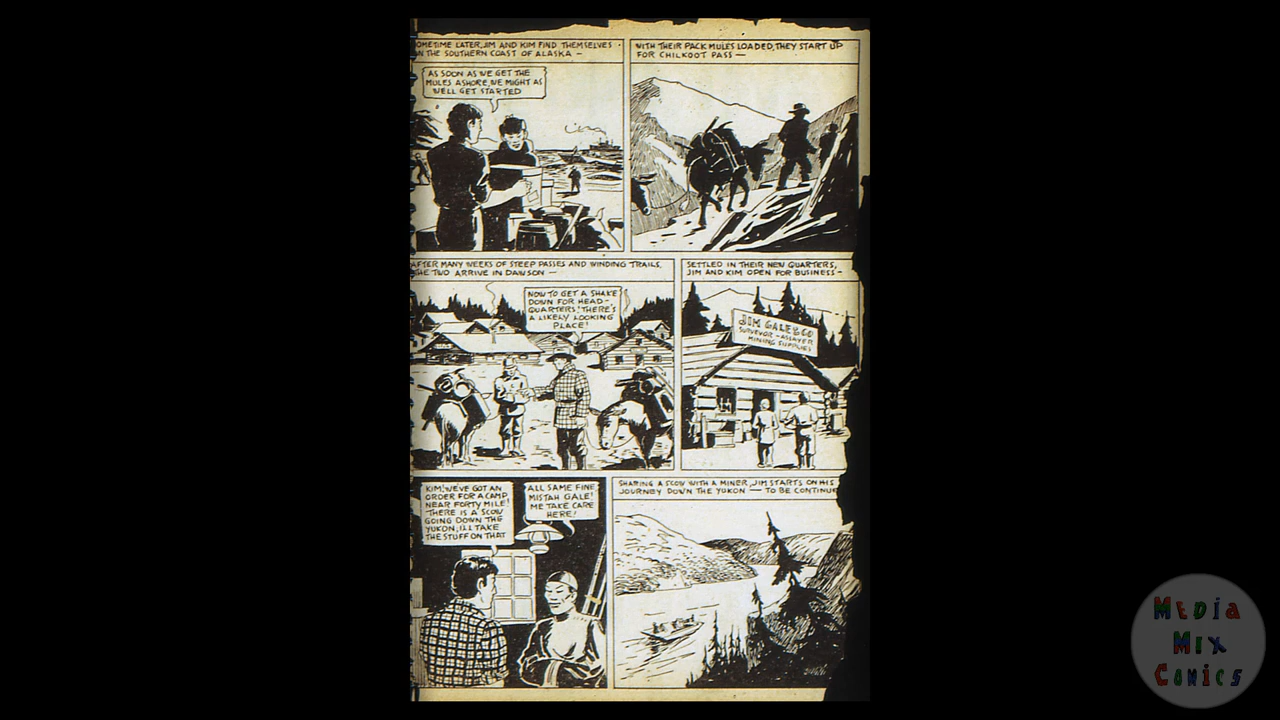 OMETIME LATER, JIM AND KIM FIND THEMSELVES
N THE SOUTHERN COAST OF ALASKA —
AS SOON AS WE GET THE
MULES ASHORE, WE MIGHT AS
WELL GET STARTED
WITH THEIR PACK MULES LOADED, THEY START UP
FOR CHILKOOT PASS —
AFTER MANY WEEKS OF STEEP PASSES AND WINDING TRAILS,
THE TWO ARRIVE IN DAWSON —
NOW TO GET A SHAKE
DOWN FOR HEAD-
QUARTERS! THERE'S
A LIKELY LOOKING
PLACE!
SETTLED IN THEIR NEW QUARTERS,
JIM AND KIM OPEN FOR BUSINESS —
JIM GALE & CO
SURVEYOR - ASSAYER
MINING SUPPLIES
KIM, WE'VE GOT AN
ORDER FOR A CAMP
NEAR FORTY MILE!
THERE IS A SCOW
GOING DOWN THE
YUKON, I'LL TAKE
THE STUFF ON THAT
ALL SAME FINE,
MISTAH GALE!
ME TAKE CARE
HERE!
SHARING A SCOW WITH A MINER, JIM STARTS ON HIS
JOURNEY DOWN THE YUKON — TO BE CONTINUE
MEDIA
MIX
COMICS